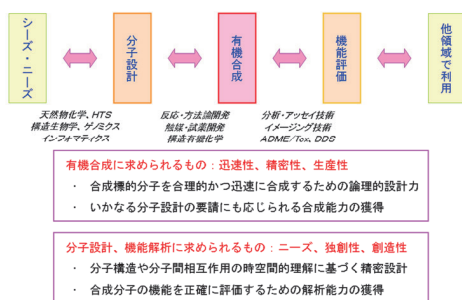 シーズ・ニーズ
分子設計
有機合成
機能評価
他領域で利用
天然物化学、HTS
構造生物学、ゲノミクス
インフォマティクス
反応・方法論開発
触媒・試薬開発
構造有機化学
分析・アッセイ技術
イメージング技術
ADME/Tox、DDS
有機合成に求められるもの：迅速性、精密性、生産性
・ 合成標的分子を合理的かつ迅速に合成するための論理的設計力
・ いかなる分子設計の要請にも応じられる合成能力の獲得
分子設計、機能解析に求められるもの：ニーズ、独創性、創造性
・ 分子構造や分子間相互作用の時空間的理解に基づく精密設計
・ 合成分子の機能を正確に評価するための解析能力の獲得